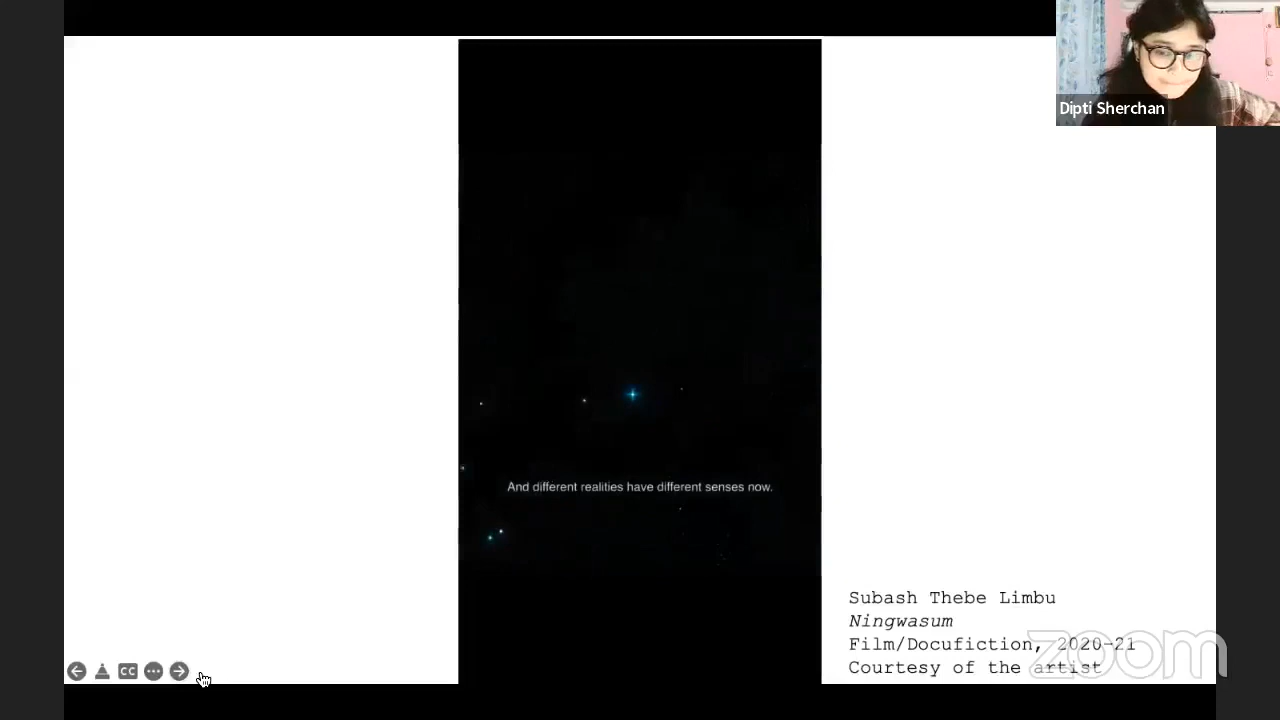 Dipti Sherchan
And different realities have different senses now.
Subash Thebe Limbu
Ningwasum
Film/Docufiction, 2020-21
Courtesy of the artist
zoom
CC